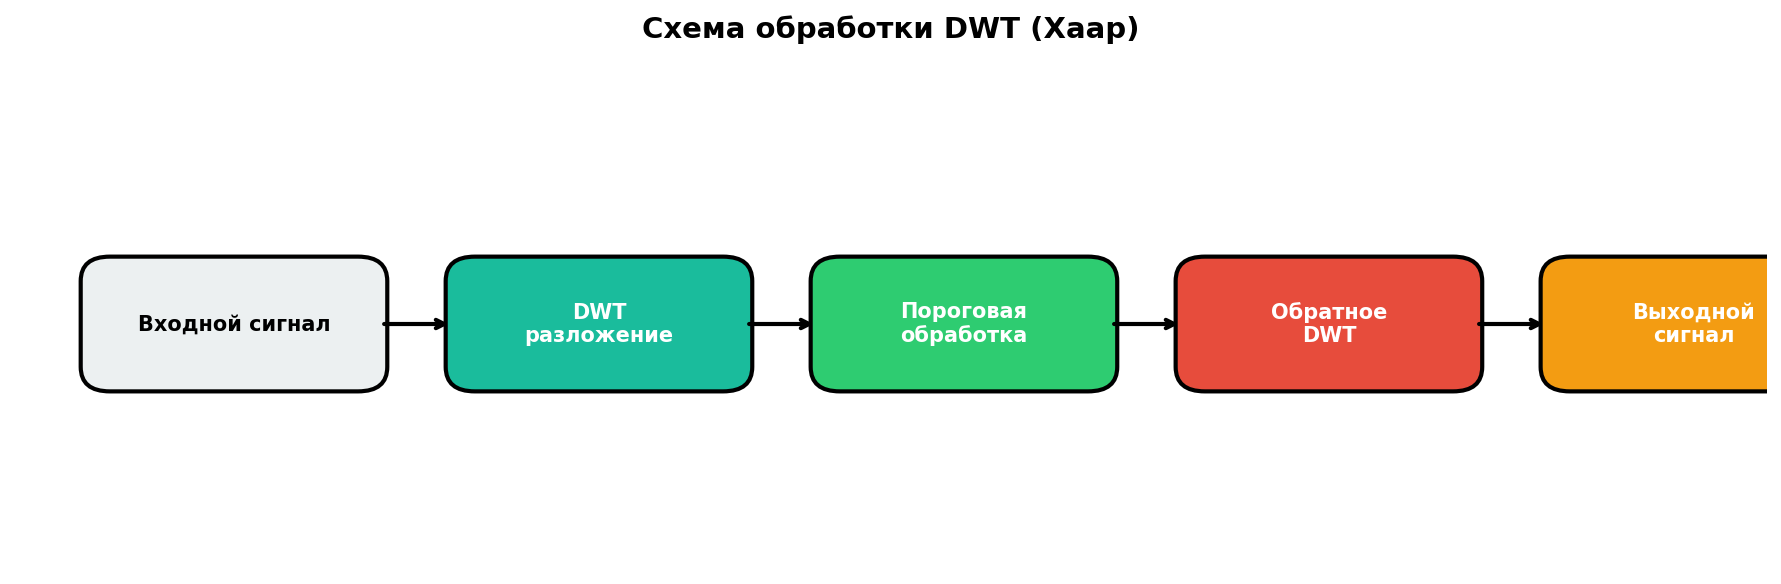 Схема обработки DWT (Хаар)
Входной сигнал
DWT
разложение
Пороговая
обработка
Обратное
DWT
Выходной
сигнал